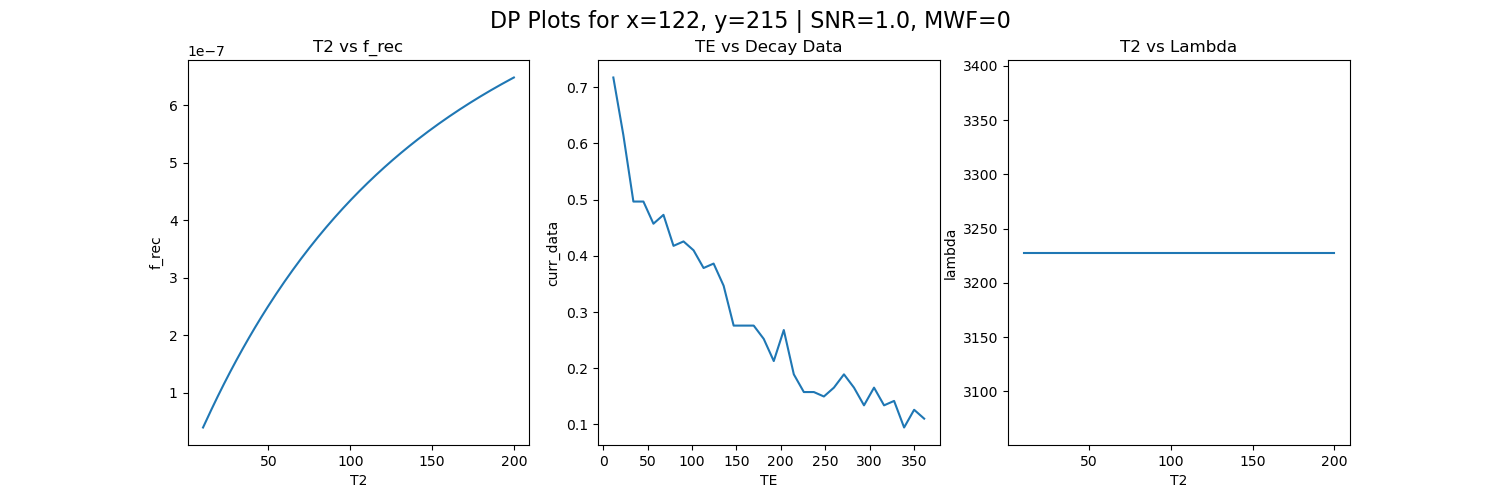 DP Plots for x=122, y=215 | SNR=1.0, MWF=0
T2 vs f_rec
1e−7
6
5
4
3
2
1
f_rec
50 100 150 200
T2
TE vs Decay Data
0.7
0.6
0.5
0.4
0.3
0.2
0.1
curr_data
0 50 100 150 200 250 300 350
TE
T2 vs Lambda
3400
3350
3300
3250
3200
3150
3100
lambda
50 100 150 200
T2